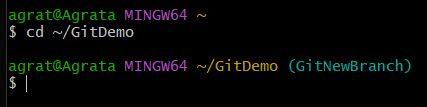 agrat@Agrata MINGW64 ~
$ cd ~/GitDemo
agrat@Agrata MINGW64 ~/GitDemo (GitNewBranch)
$